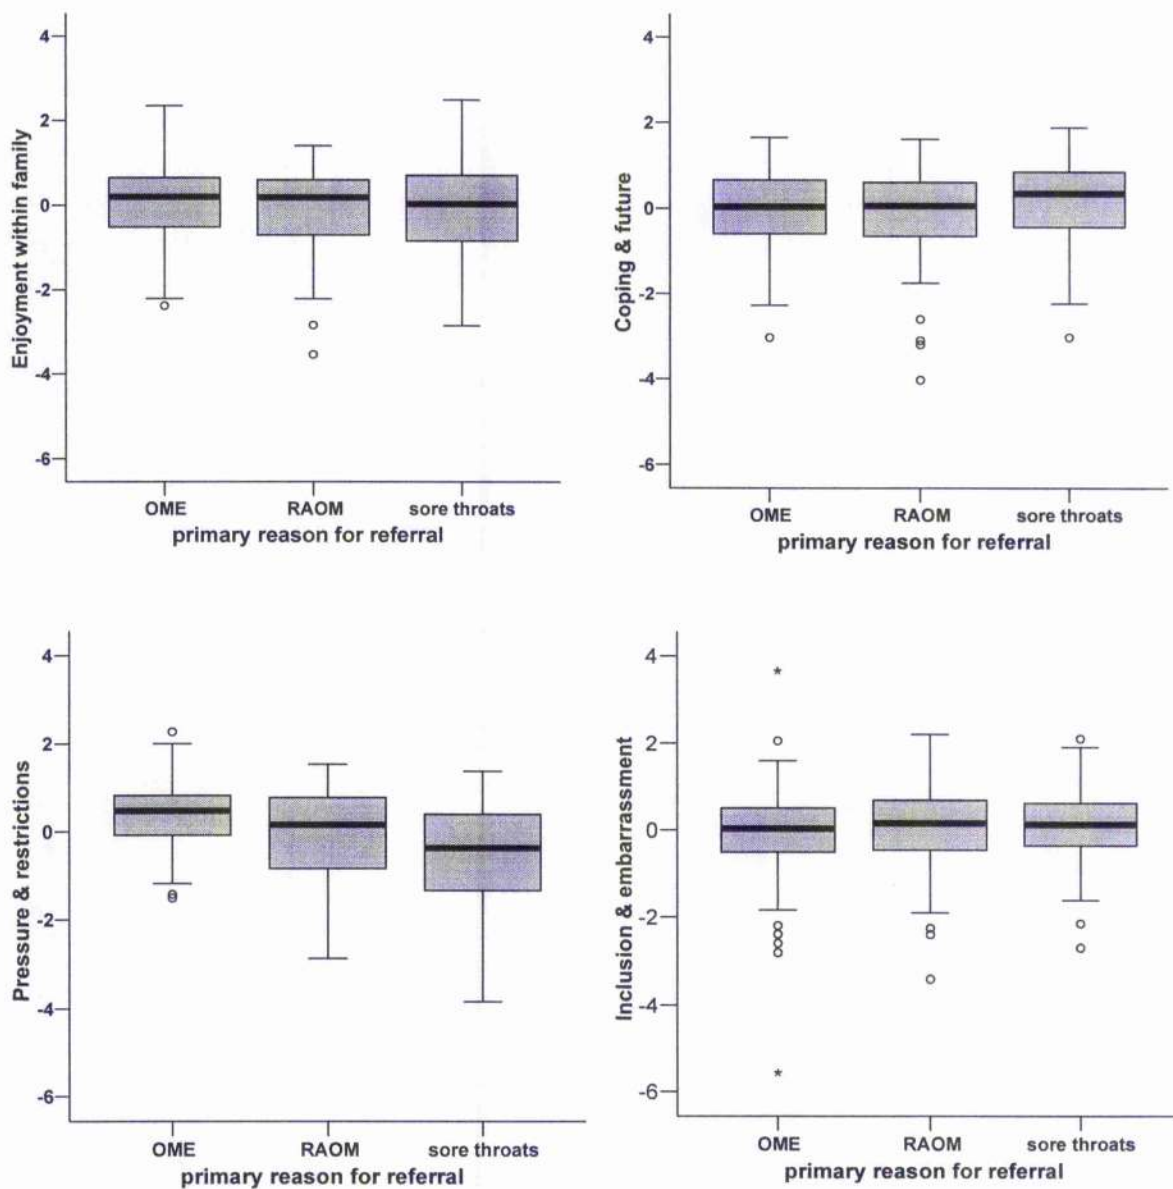 Enjoyment within family
4
2
0
-2
-4
-6
OME
RAOM
sore throats
primary reason for referral
Coping & future
4
2
0
-2
-4
-6
OME
RAOM
sore throats
primary reason for referral
Pressure & restrictions
4
2
0
-2
-4
-6
OME
RAOM
sore throats
primary reason for referral
Inclusion & embarrassment
4
2
0
-2
-4
-6
OME
RAOM
sore throats
primary reason for referral